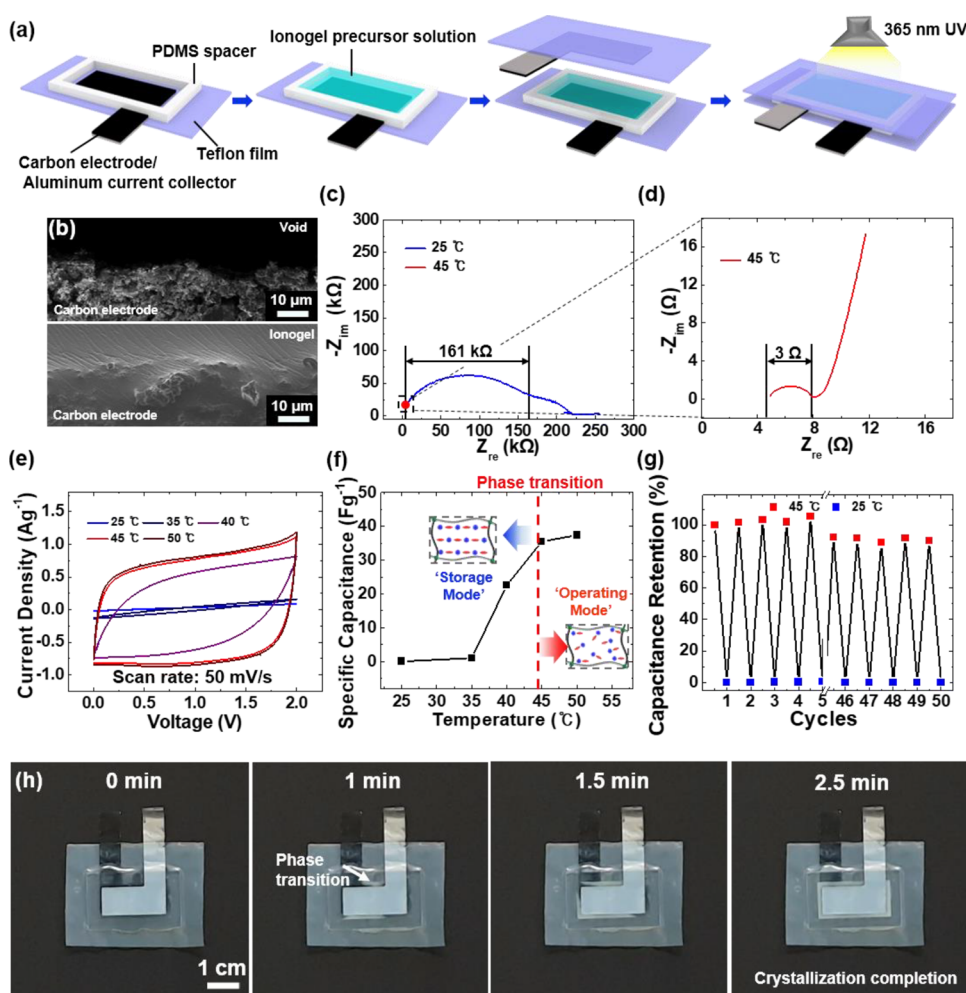 (a)
PDMS spacer
Ionogel precursor solution
365 nm UV
Carbon electrode/
Aluminum current collector
Teflon film
(b)
Void
Carbon electrode
10 μm
Ionogel
Carbon electrode
10 μm
(c)
300
250
200
150
100
50
0
-Z_im (kΩ)
25 ℃
45 ℃
161 kΩ
0 50 100 150 200 250 300
Z_re (kΩ)
(d)
16
12
8
4
0
-Z_im (Ω)
45 ℃
3 Ω
0 4 8 12 16
Z_re (Ω)
(e)
1.5
1.0
0.5
0.0
-0.5
-1.0
Current Density (Ag⁻¹)
25 ℃ 35 ℃ 40 ℃
45 ℃ 50 ℃
Scan rate: 50 mV/s
0.0 0.5 1.0 1.5 2.0
Voltage (V)
(f)
Phase transition
50
40
30
20
10
0
Specific Capacitance (Fg⁻¹)
'Storage
Mode'
'Operating
Mode'
25 30 35 40 45 50 55
Temperature (℃)
(g)
45 ℃ 25 ℃
100
80
60
40
20
0
Capacitance Retention (%)
1 2 3 4 5 46 47 48 49 50
Cycles
(h)
0 min
1 min
1.5 min
2.5 min
Phase
transition
1 cm
Crystallization completion